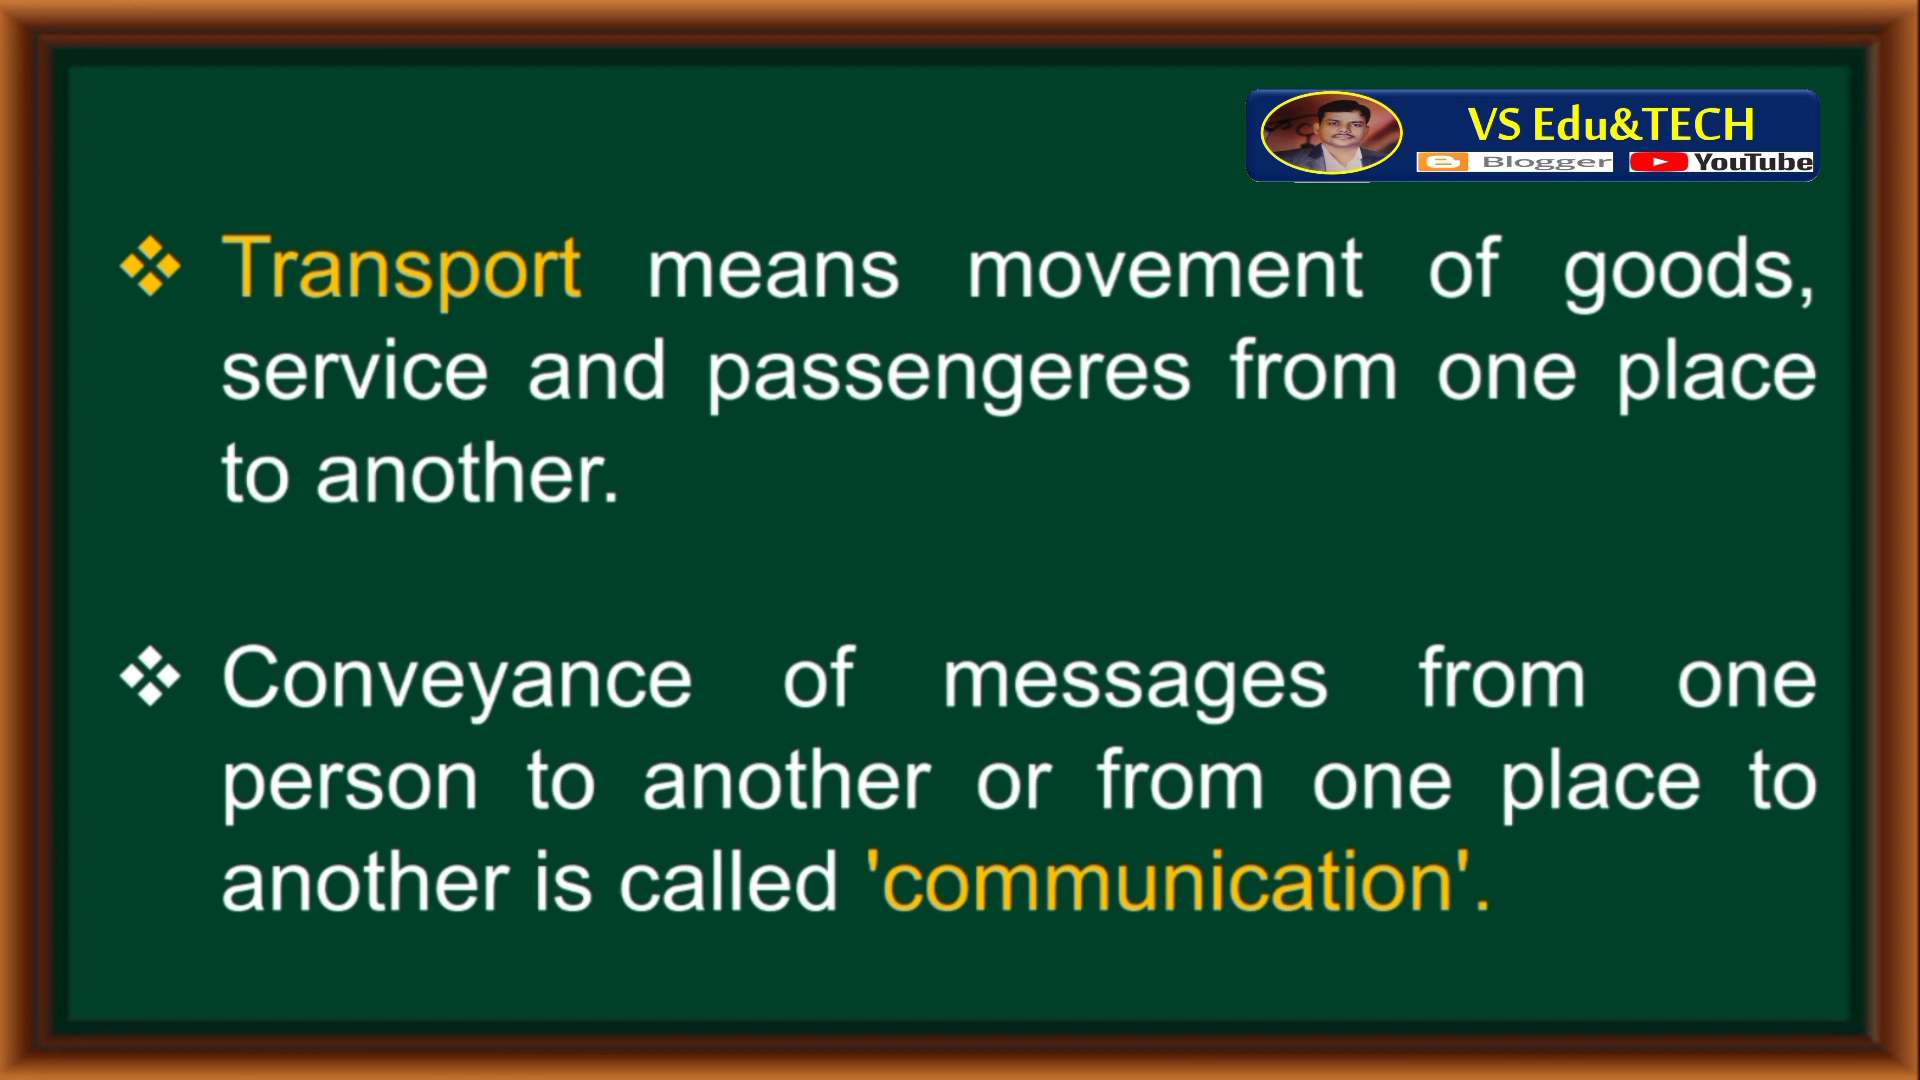 VS Edu&TECH
Blogger YouTube
Transport means movement of goods,
service and passengeres from one place
to another.
Conveyance of messages from one
person to another or from one place to
another is called 'communication'.